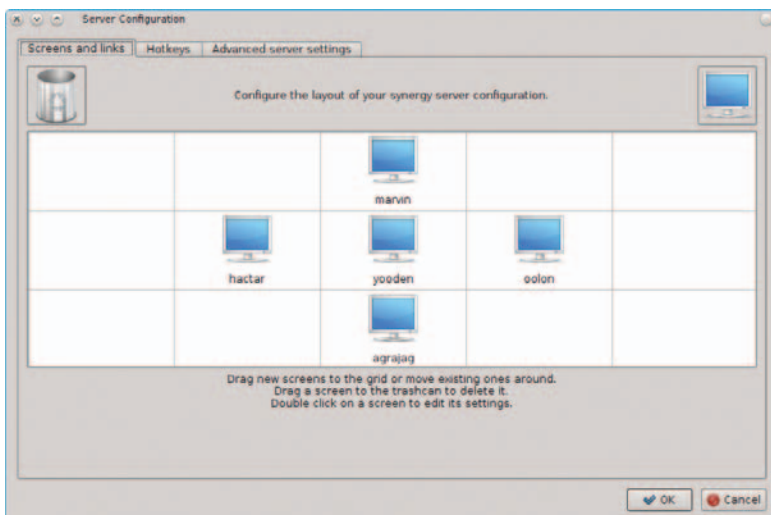 Server Configuration
Screens and links Hotkeys Advanced server settings
Configure the layout of your synergy server configuration.
marvin
hactar yooden oolon
agrajag
Drag new screens to the grid or move existing ones around.
Drag a screen to the trashcan to delete it.
Double click on a screen to edit its settings.
OK Cancel